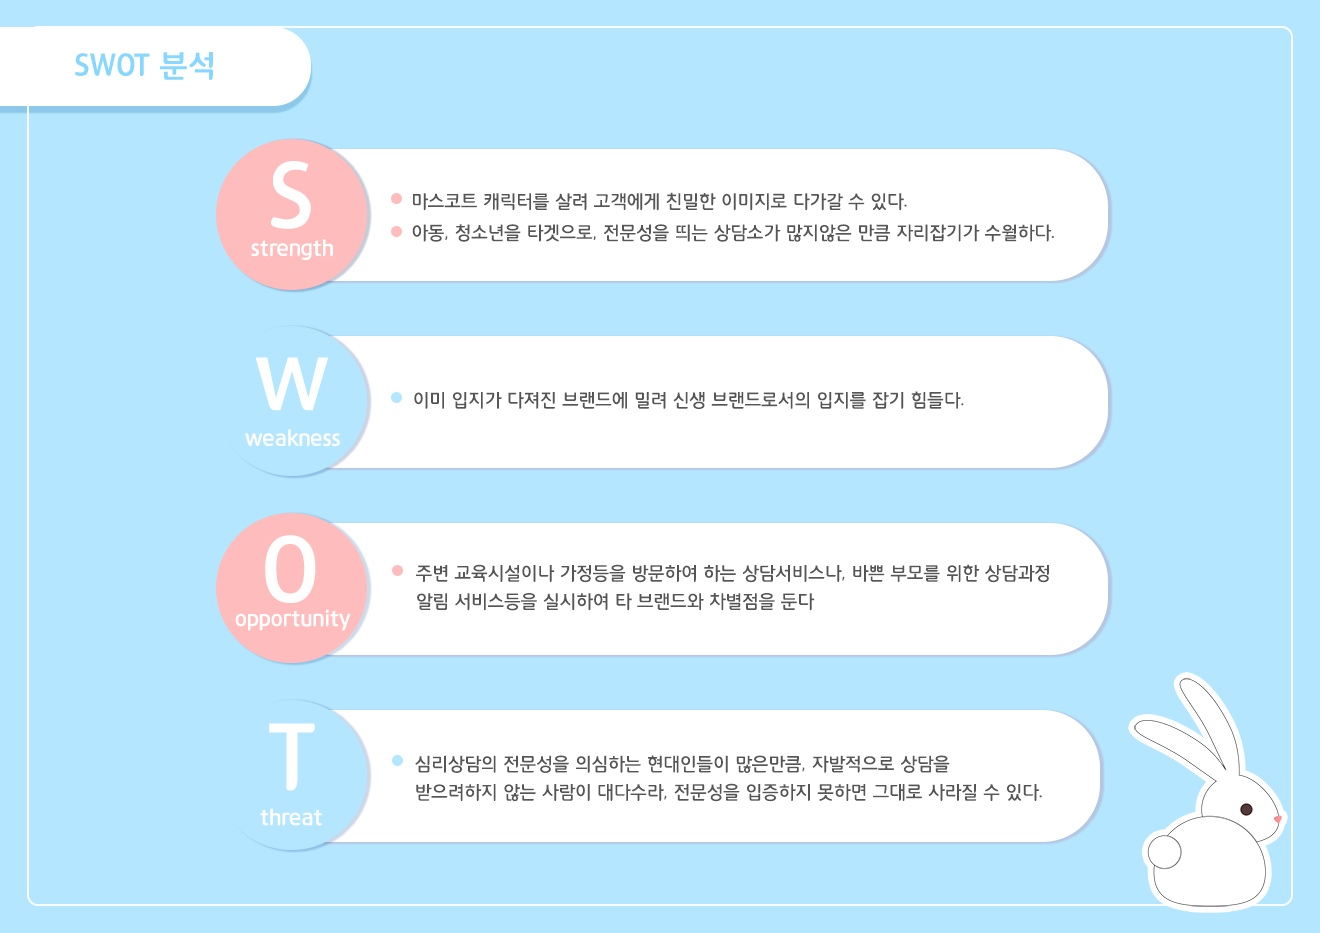 SWOT 분석
S
strength
마스코트 캐릭터를 살려 고객에게 친밀한 이미지로 다가갈 수 있다.
아동, 청소년을 타겟으로, 전문성을 띄는 상담소가 많지않은 만큼 자리잡기가 수월하다.
W
weakness
이미 입지가 다져진 브랜드에 밀려 신생 브랜드로서의 입지를 잡기 힘들다.
O
opportunity
주변 교육시설이나 가정등을 방문하여 하는 상담서비스나, 바쁜 부모를 위한 상담과정
알림 서비스등을 실시하여 타 브랜드와 차별점을 둔다
T
threat
심리상담의 전문성을 의심하는 현대인들이 많은만큼, 자발적으로 상담을
받으려하지 않는 사람이 대다수라, 전문성을 입증하지 못하면 그대로 사라질 수 있다.